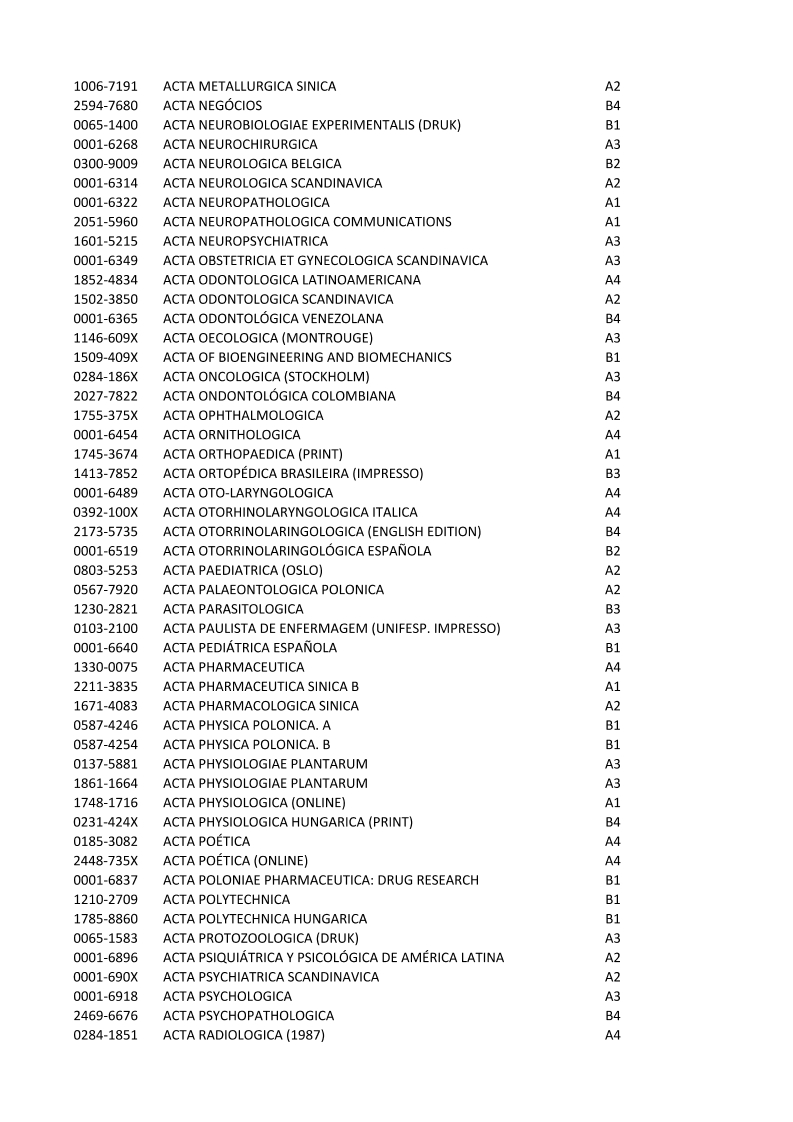 1006-7191 ACTA METALLURGICA SINICA A2
2594-7680 ACTA NEGÓCIOS B4
0065-1400 ACTA NEUROBIOLOGIAE EXPERIMENTALIS (DRUK) B1
0001-6268 ACTA NEUROCHIRURGICA A3
0300-9009 ACTA NEUROLOGICA BELGICA B2
0001-6314 ACTA NEUROLOGICA SCANDINAVICA A2
0001-6322 ACTA NEUROPATHOLOGICA A1
2051-5960 ACTA NEUROPATHOLOGICA COMMUNICATIONS A1
1601-5215 ACTA NEUROPSYCHIATRICA A3
0001-6349 ACTA OBSTETRICIA ET GYNECOLOGICA SCANDINAVICA A3
1852-4834 ACTA ODONTOLOGICA LATINOAMERICANA A4
1502-3850 ACTA ODONTOLOGICA SCANDINAVICA A2
0001-6365 ACTA ODONTOLÓGICA VENEZOLANA B4
1146-609X ACTA OECOLOGICA (MONTROUGE) A3
1509-409X ACTA OF BIOENGINEERING AND BIOMECHANICS B1
0284-186X ACTA ONCOLOGICA (STOCKHOLM) A3
2027-7822 ACTA ONDONTOLÓGICA COLOMBIANA B4
1755-375X ACTA OPHTHALMOLOGICA A2
0001-6454 ACTA ORNITHOLOGICA A4
1745-3674 ACTA ORTHOPAEDICA (PRINT) A1
1413-7852 ACTA ORTOPÉDICA BRASILEIRA (IMPRESSO) B3
0001-6489 ACTA OTO-LARYNGOLOGICA A4
0392-100X ACTA OTORHINOLARYNGOLOGICA ITALICA A4
2173-5735 ACTA OTORRINOLARINGOLOGICA (ENGLISH EDITION) B4
0001-6519 ACTA OTORRINOLARINGOLÓGICA ESPAÑOLA B2
0803-5253 ACTA PAEDIATRICA (OSLO) A2
0567-7920 ACTA PALAEONTOLOGICA POLONICA A2
1230-2821 ACTA PARASITOLOGICA B3
0103-2100 ACTA PAULISTA DE ENFERMAGEM (UNIFESP. IMPRESSO) A3
0001-6640 ACTA PEDIÁTRICA ESPAÑOLA B1
1330-0075 ACTA PHARMACEUTICA A4
2211-3835 ACTA PHARMACEUTICA SINICA B A1
1671-4083 ACTA PHARMACOLOGICA SINICA A2
0587-4246 ACTA PHYSICA POLONICA. A B1
0587-4254 ACTA PHYSICA POLONICA. B B1
0137-5881 ACTA PHYSIOLOGIAE PLANTARUM A3
1861-1664 ACTA PHYSIOLOGIAE PLANTARUM A3
1748-1716 ACTA PHYSIOLOGICA (ONLINE) A1
0231-424X ACTA PHYSIOLOGICA HUNGARICA (PRINT) B4
0185-3082 ACTA POÉTICA A4
2448-735X ACTA POÉTICA (ONLINE) A4
0001-6837 ACTA POLONIAE PHARMACEUTICA: DRUG RESEARCH B1
1210-2709 ACTA POLYTECHNICA B1
1785-8860 ACTA POLYTECHNICA HUNGARICA B1
0065-1583 ACTA PROTOZOOLOGICA (DRUK) A3
0001-6896 ACTA PSIQUIÁTRICA Y PSICOLÓGICA DE AMÉRICA LATINA A2
0001-690X ACTA PSYCHIATRICA SCANDINAVICA A2
0001-6918 ACTA PSYCHOLOGICA A3
2469-6676 ACTA PSYCHOPATHOLOGICA B4
0284-1851 ACTA RADIOLOGICA (1987) A4